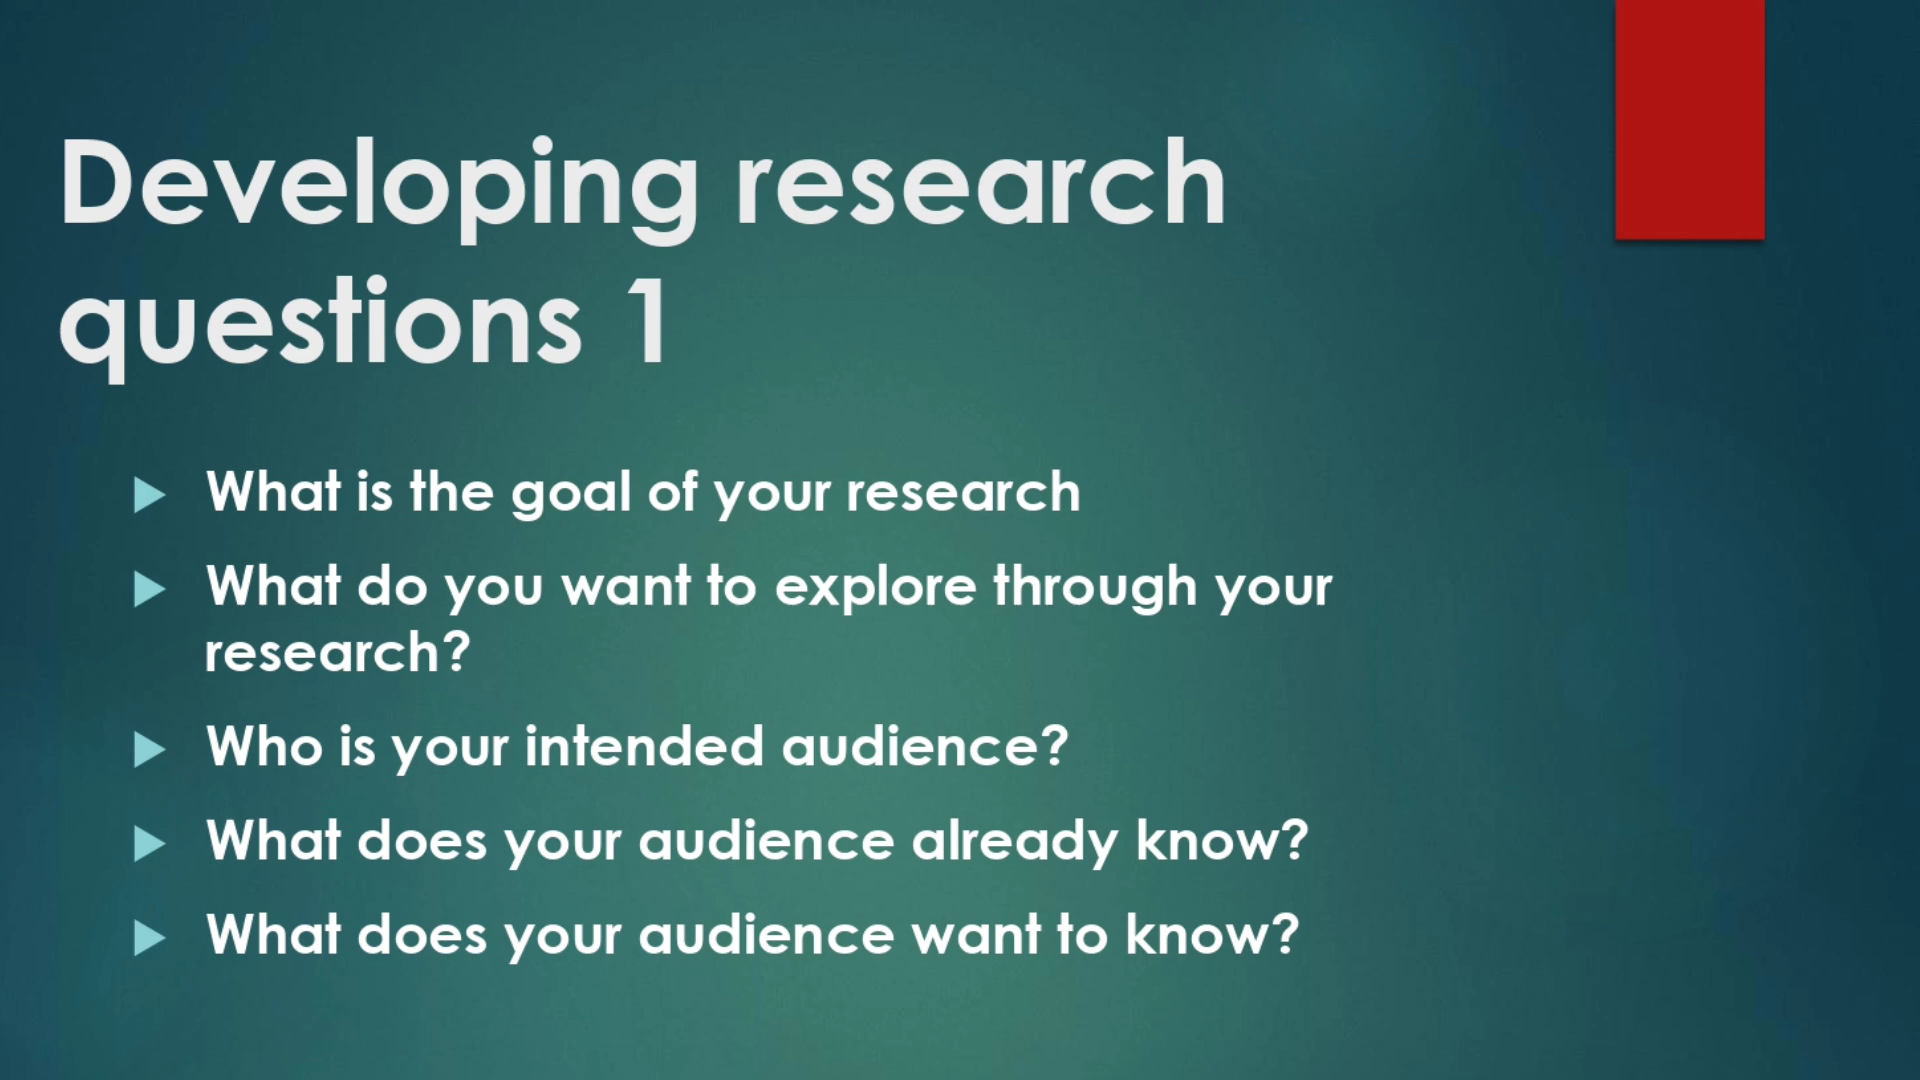 Developing research
questions 1
What is the goal of your research
What do you want to explore through your
research?
Who is your intended audience?
What does your audience already know?
What does your audience want to know?